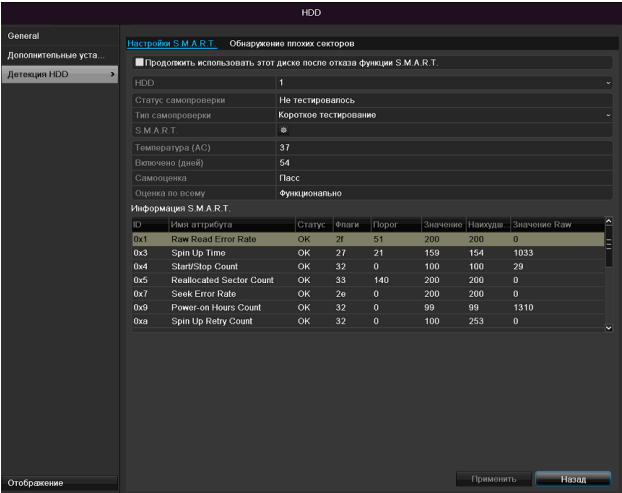 HDD
General
Дополнительные уста...
Детекция HDD
Настройки S.M.A.R.T. Обнаружение плохих секторов
Продолжить использовать этот диске после отказа функции S.M.A.R.T.
HDD 1
Статус самопроверки Не тестировалось
Тип самопроверки Короткое тестирование
S.M.A.R.T.
Температура (AC) 37
Включено (дней) 54
Самооценка Пасс
Оценка по всему Функционально
Информация S.M.A.R.T.
ID Имя аттрибута Статус Флаги Порог Значение Наихудш... Значение Raw
0x1 Raw Read Error Rate OK 2f 51 200 200 0
0x3 Spin Up Time OK 27 21 159 154 1033
0x4 Start/Stop Count OK 32 0 100 100 29
0x5 Reallocated Sector Count OK 33 140 200 200 0
0x7 Seek Error Rate OK 2e 0 200 200 0
0x9 Power-on Hours Count OK 32 0 99 99 1310
0xa Spin Up Retry Count OK 32 0 100 253 0
Применить Назад
Отображение